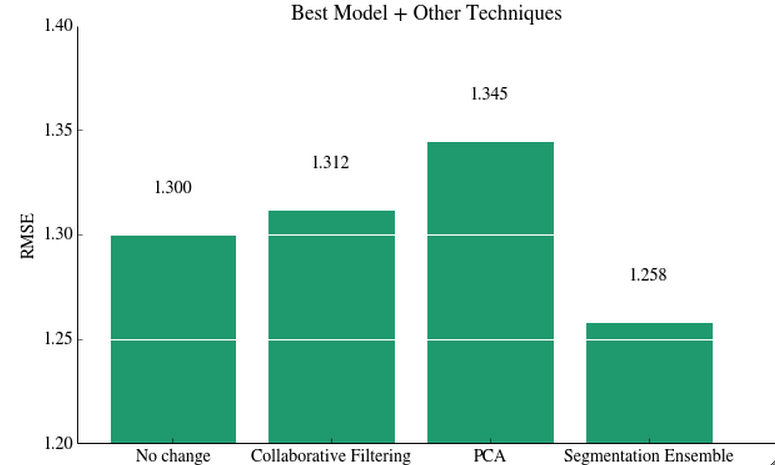 Best Model + Other Techniques
1.40
1.35
1.30
1.25
1.20
RMSE
1.300
1.312
1.345
1.258
No change
Collaborative Filtering
PCA
Segmentation Ensemble